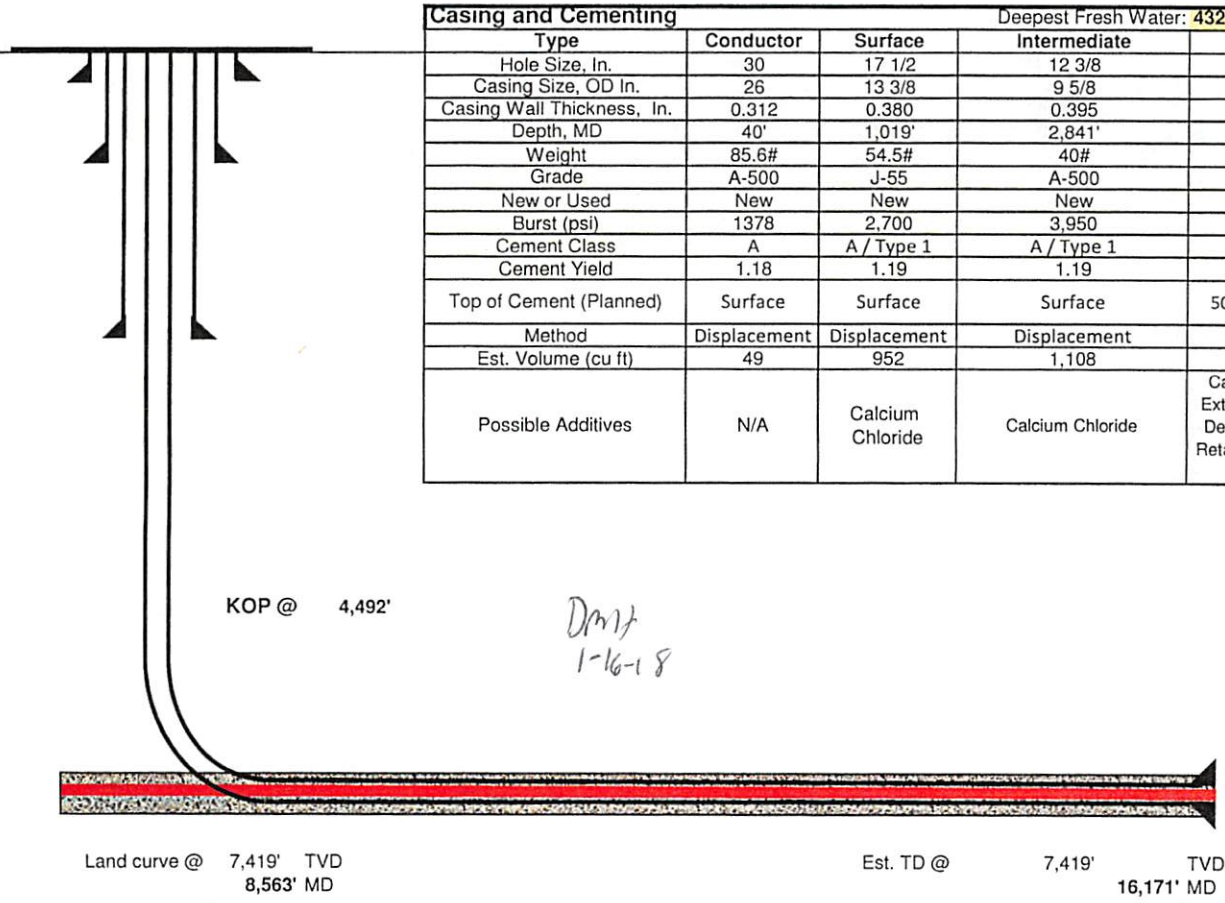 Casing and Cementing Deepest Fresh Water: 432
Type Conductor Surface Intermediate
Hole Size, In. 30 17 1/2 12 3/8
Casing Size, OD In. 26 13 3/8 9 5/8
Casing Wall Thickness, In. 0.312 0.380 0.395
Depth, MD 40' 1,019' 2,841'
Weight 85.6# 54.5# 40#
Grade A-500 J-55 A-500
New or Used New New New
Burst (psi) 1378 2,700 3,950
Cement Class A A / Type 1 A / Type 1
Cement Yield 1.18 1.19 1.19
Top of Cement (Planned) Surface Surface Surface 50
Method Displacement Displacement Displacement
Est. Volume (cu ft) 49 952 1,108
Possible Additives N/A Calcium Chloride Calcium Chloride
Ca
Ext
De
Reta
KOP @ 4,492'
1-16-18
Land curve @ 7,419' TVD
8,563' MD
Est. TD @ 7,419' TVD
16,171' MD